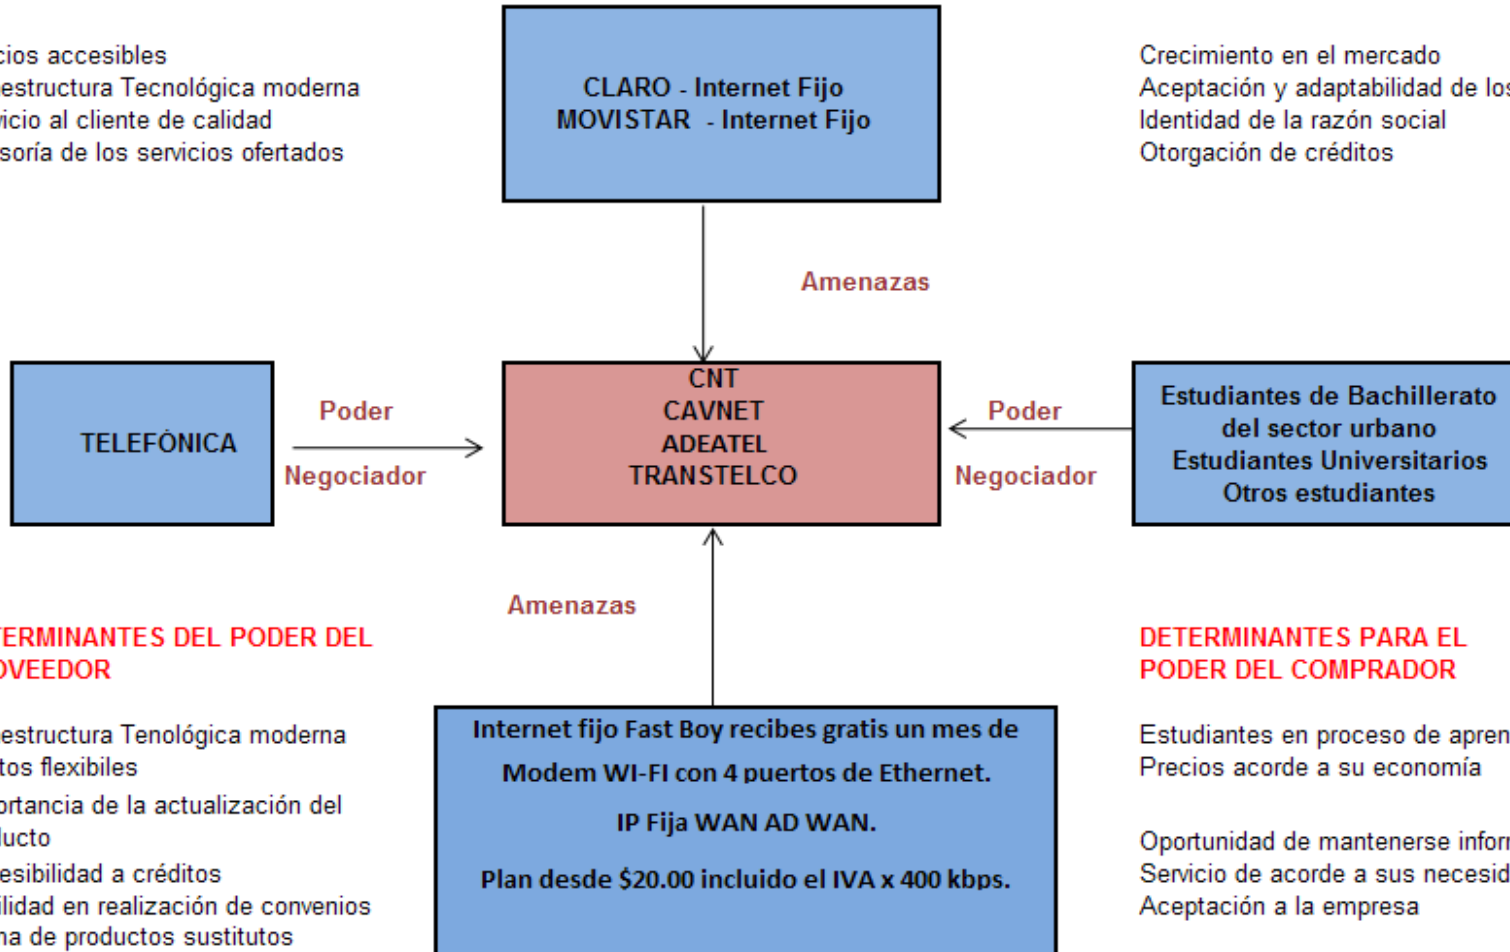 cios accesibles
estructura Tecnológica moderna
vicio al cliente de calidad
soría de los servicios ofertados
CLARO - Internet Fijo
MOVISTAR - Internet Fijo
Crecimiento en el mercado
Aceptación y adaptabilidad de los
Identidad de la razón social
Otorgación de créditos
Amenazas
TELEFÓNICA
Poder
Negociador
CNT
CAVNET
ADEATEL
TRANSTELCO
Poder
Negociador
Estudiantes de Bachillerato
del sector urbano
Estudiantes Universitarios
Otros estudiantes
Amenazas
TERMINANTES DEL PODER DEL
OVEEDOR
estructura Tenológica moderna
tos flexibiles
ortancia de la actualización del
ducto
esibilidad a créditos
ilidad en realización de convenios
na de productos sustitutos
Internet fijo Fast Boy recibes gratis un mes de
Modem WI-FI con 4 puertos de Ethernet.
IP Fija WAN AD WAN.
Plan desde $20.00 incluido el IVA x 400 kbps.
DETERMINANTES PARA EL
PODER DEL COMPRADOR
Estudiantes en proceso de apren
Precios acorde a su economía
Oportunidad de mantenerse inforr
Servicio de acorde a sus necesid
Aceptación a la empresa